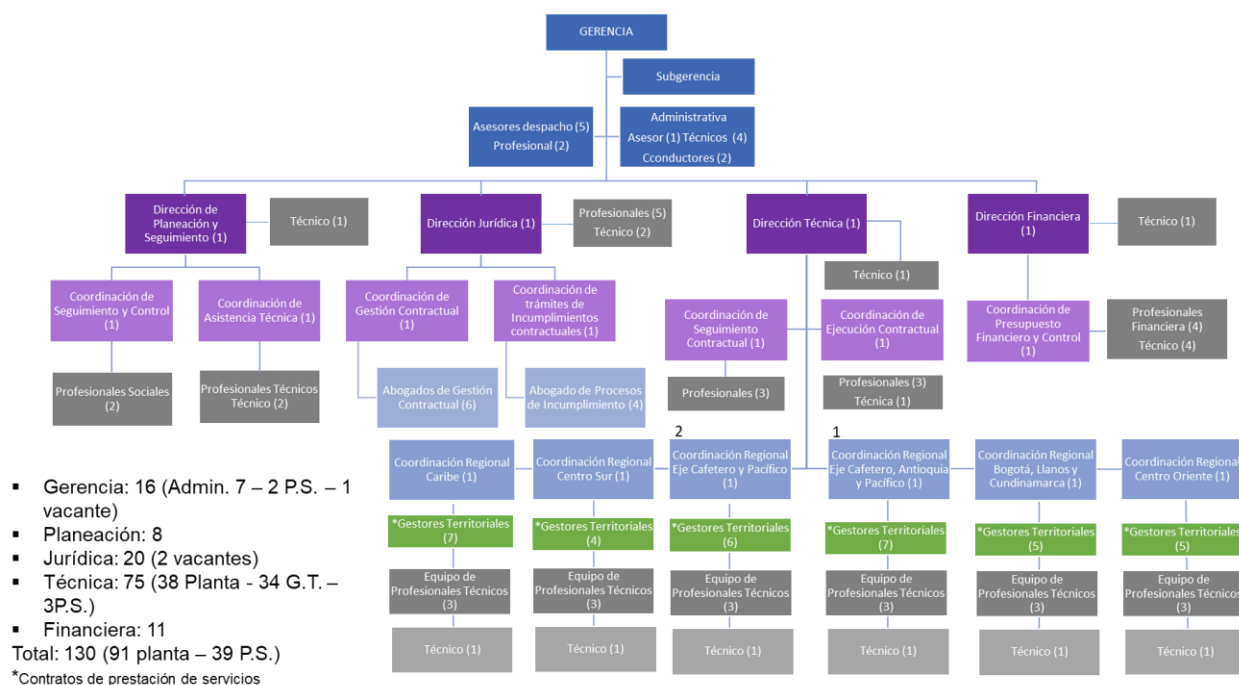 GERENCIA
Subgerencia
Asesores despacho (5)
Profesional (2)
Administrativa
Asesor (1) Técnicos (4)
Cconductores (2)
Dirección de
Planeación y
Seguimiento (1)
Técnico (1)
Dirección Jurídica (1)
Profesionales (5)
Técnico (2)
Dirección Técnica (1)
Técnico (1)
Dirección Financiera
(1)
Técnico (1)
Coordinación de
Seguimiento y Control
(1)
Coordinación de
Asistencia Técnica (1)
Coordinación de
Gestión Contractual
(1)
Coordinación de
trámites de
Incumplimientos
contractuales (1)
Coordinación de
Seguimiento
Contractual (1)
Coordinación de
Ejecución Contractual
(1)
Coordinación de
Presupuesto
Financiero y Control
(1)
Profesionales
Financiera (4)
Técnico (4)
Profesionales Sociales
(2)
Profesionales Técnicos
Técnico (2)
Abogados de Gestión
Contractual (6)
Abogado de Procesos
de Incumplimiento (4)
Profesionales (3)
Profesionales (3)
Técnica (1)
2
1
Coordinación Regional
Caribe (1)
Coordinación Regional
Centro Sur (1)
Coordinación Regional
Eje Cafetero y Pacífico
(1)
Coordinación Regional
Eje Cafetero, Antioquia
y Pacífico (1)
Coordinación Regional
Bogotá, Llanos y
Cundinamarca (1)
Coordinación Regional
Centro Oriente (1)
*Gestores Territoriales
(7)
*Gestores Territoriales
(4)
*Gestores Territoriales
(6)
*Gestores Territoriales
(7)
*Gestores Territoriales
(5)
*Gestores Territoriales
(5)
Equipo de
Profesionales Técnicos
(3)
Equipo de
Profesionales Técnicos
(3)
Equipo de
Profesionales Técnicos
(3)
Equipo de
Profesionales Técnicos
(3)
Equipo de
Profesionales Técnicos
(3)
Equipo de
Profesionales Técnicos
(3)
Técnico (1)
Técnico (1)
Técnico (1)
Técnico (1)
Técnico (1)
Técnico (1)
▪ Gerencia: 16 (Admin. 7 – 2 P.S. – 1
vacante)
▪ Planeación: 8
▪ Jurídica: 20 (2 vacantes)
▪ Técnica: 75 (38 Planta - 34 G.T. –
3P.S.)
▪ Financiera: 11
Total: 130 (91 planta – 39 P.S.)
*Contratos de prestación de servicios